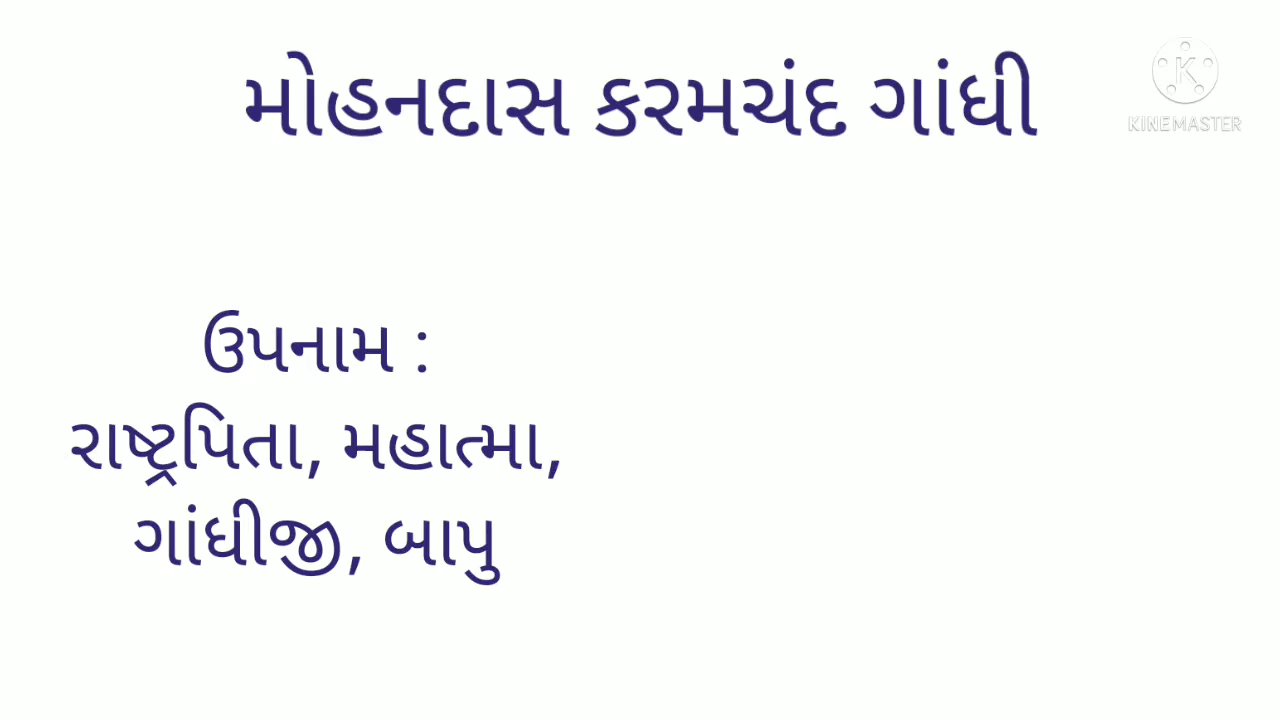 મોહનદાસ કરમચંદ ગાંધી
KINEMASTER
ઉપનામ :
રાષ્ટ્રપિતા, મહાત્મા,
ગાંધીજી, બાપુ